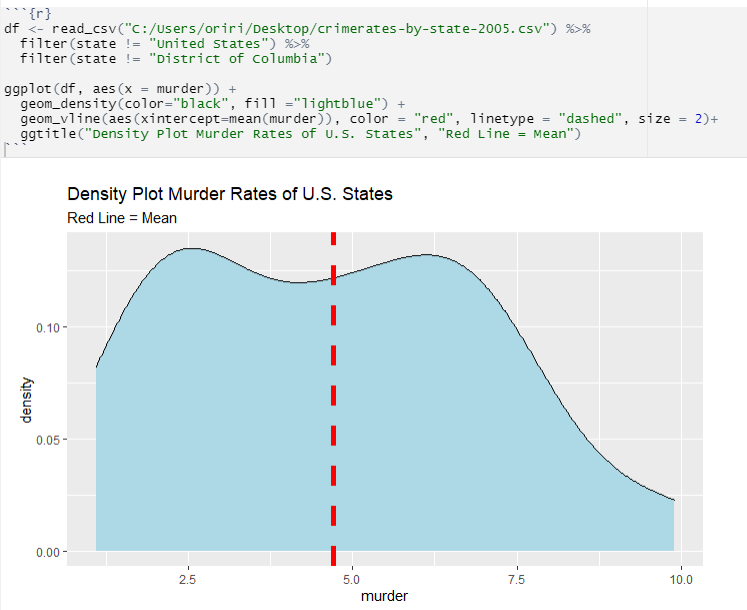 ```{r}
df <- read_csv("C:/Users/oriri/Desktop/crimerates-by-state-2005.csv") %>%
  filter(state != "United States") %>%
  filter(state != "District of Columbia")
ggplot(df, aes(x = murder)) +
  geom_density(color="black", fill ="lightblue") +
  geom_vline(aes(xintercept=mean(murder)), color = "red", linetype = "dashed", size = 2)+
  ggtitle("Density Plot Murder Rates of U.S. States", "Red Line = Mean")
```
Density Plot Murder Rates of U.S. States
Red Line = Mean
0.10
0.05
0.00
density
2.5 5.0 7.5 10.0
murder